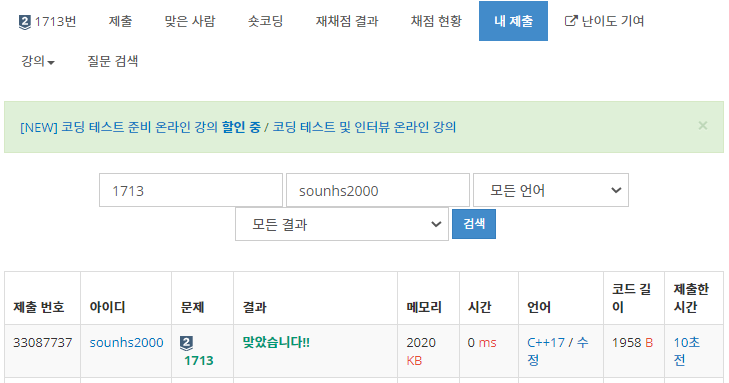 2 1713번 제출 맞은 사람 숏코딩 재채점 결과 채점 현황 내 제출 난이도 기여
강의 질문 검색
[NEW] 코딩 테스트 준비 온라인 강의 할인 중 / 코딩 테스트 및 인터뷰 온라인 강의 ×
1713 sounhs2000 모든 언어
모든 결과 검색
제출 번호 아이디 문제 결과 메모리 시간 언어 코드 길이 제출한 시간
33087737 sounhs2000 2 1713 맞았습니다!! 2020 KB 0 ms C++17 / 수정 1958 B 10초 전